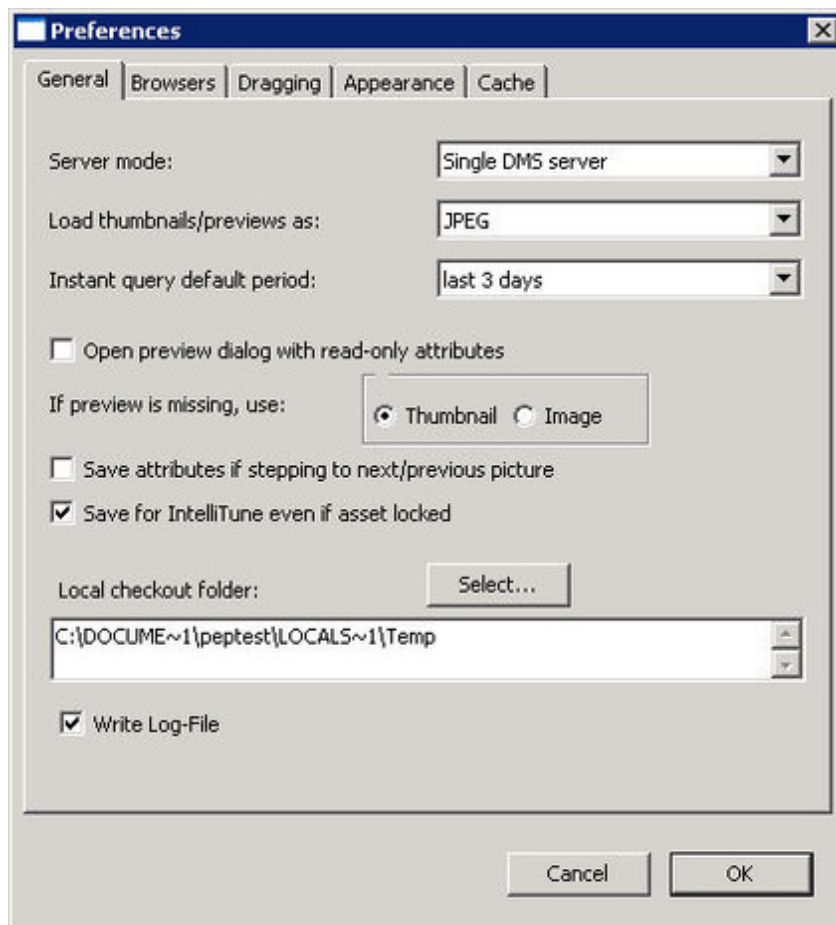 Preferences
General Browsers Dragging Appearance Cache
Server mode: Single DMS server
Load thumbnails/previews as: JPEG
Instant query default period: last 3 days
Open preview dialog with read-only attributes
If preview is missing, use: Thumbnail Image
Save attributes if stepping to next/previous picture
Save for IntelliTune even if asset locked
Local checkout folder: Select...
C:\DOCUME~1\peptest\LOCALS~1\Temp
Write Log-File
Cancel OK